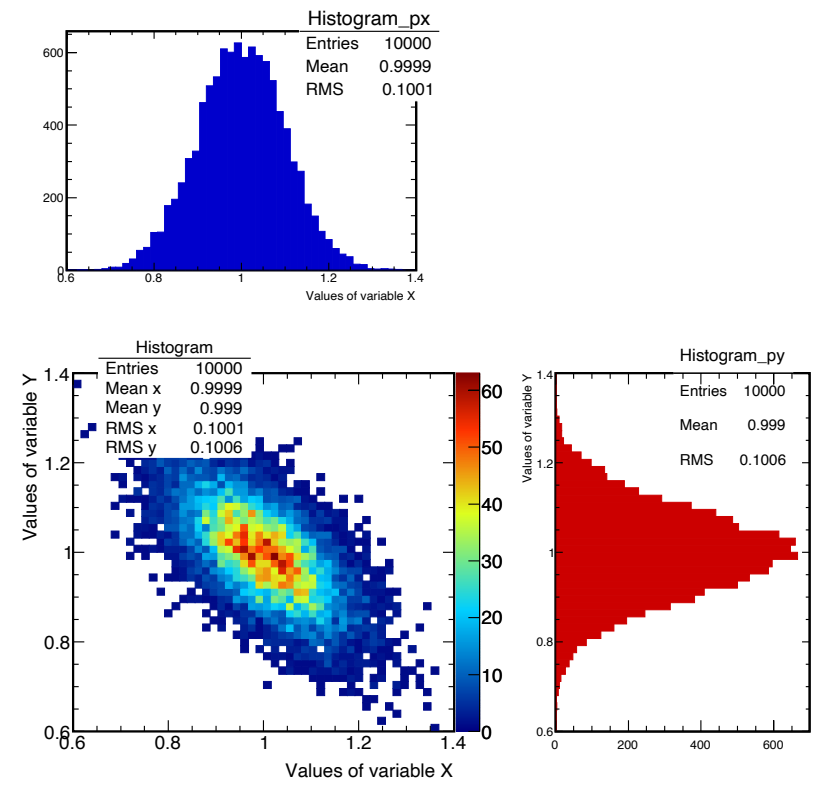 Histogram_px
Entries 10000
Mean 0.9999
RMS 0.1001
600
400
200
0
0.6 0.8 1 1.2 1.4
Values of variable X
Histogram
Entries 10000
Mean x 0.9999
Mean y 0.999
RMS x 0.1001
RMS y 0.1006
Values of variable Y
1.4
1.2
1
0.8
0.6
0.6 0.8 1 1.2 1.4
Values of variable X
60
50
40
30
20
10
0
Histogram_py
Entries 10000
Mean 0.999
RMS 0.1006
Values of variable Y
1.4
1.2
1
0.8
0.6
0 200 400 600